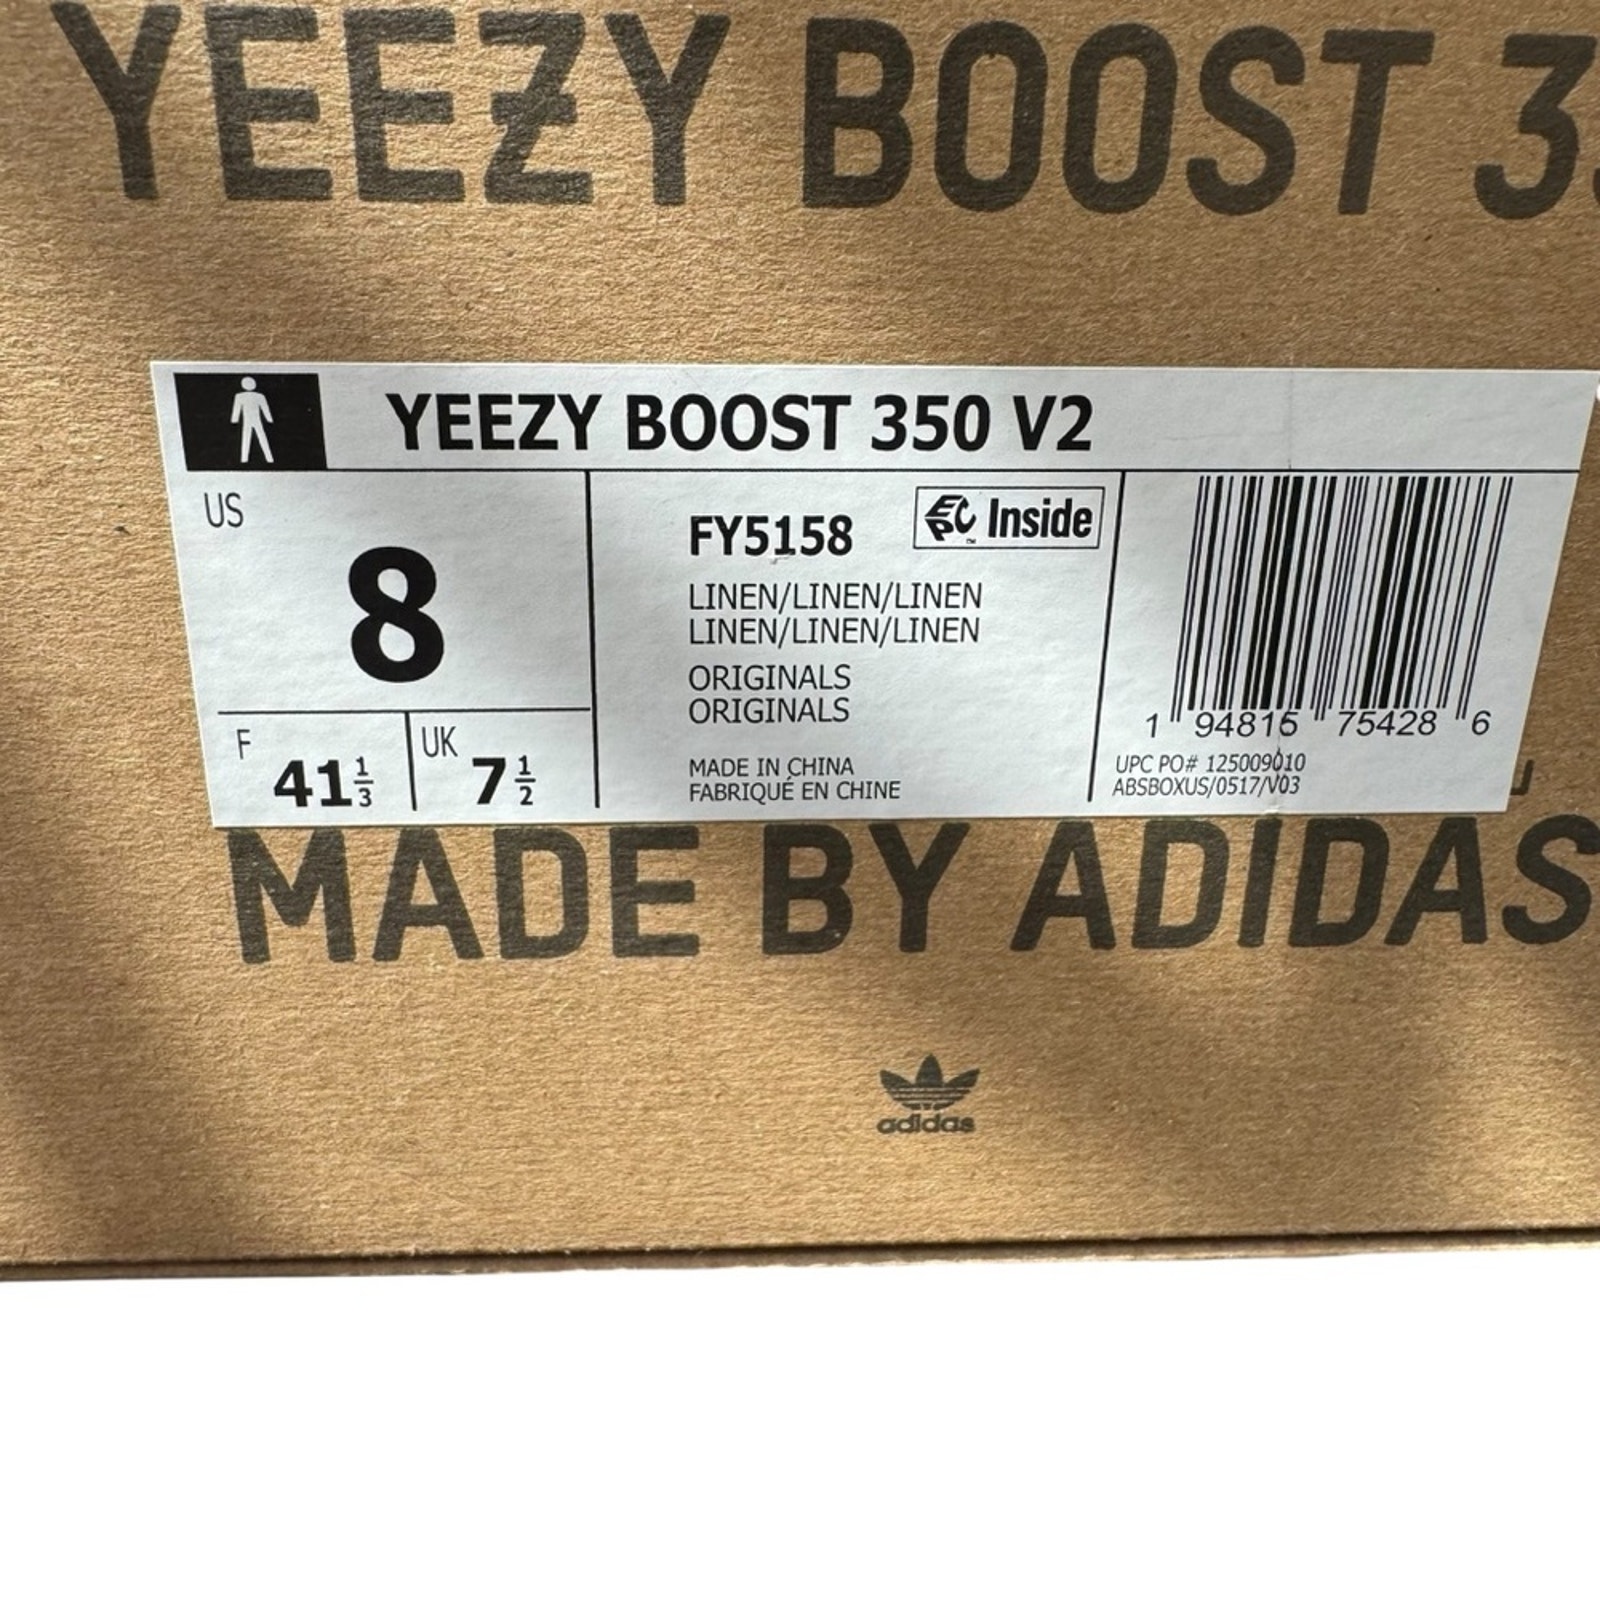 YEEZY BOOST 3
YEEZY BOOST 350 V2
US
8
F 41 1/3
UK 7 1/2
FY5158
EPC™ Inside
LINEN/LINEN/LINEN
LINEN/LINEN/LINEN
ORIGINALS
ORIGINALS
MADE IN CHINA
FABRIQUÉ EN CHINE
1 94815 75428 6
UPC PO# 125009010
ABSBOXUS/0517/V03
MADE BY ADIDAS
adidas